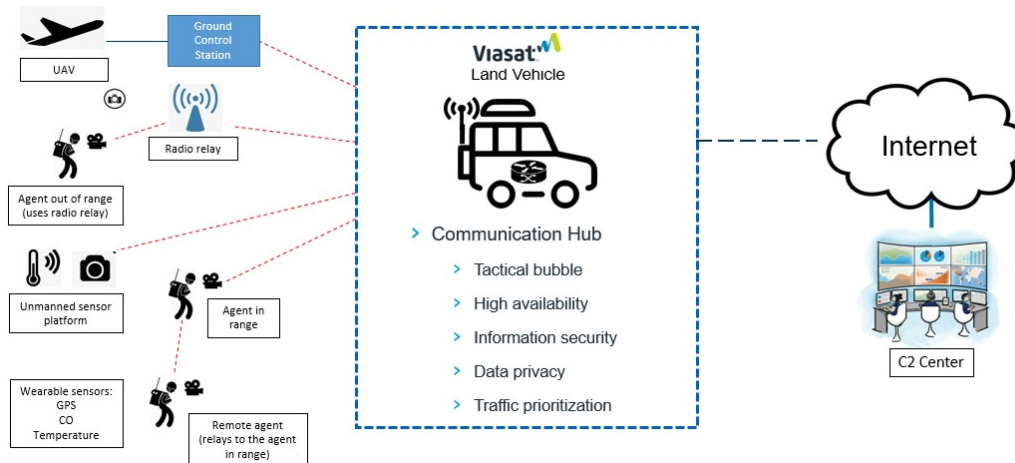 UAV
Ground
Control
Station
Radio relay
Agent out of range
(uses radio relay)
Unmanned sensor
platform
Agent in
range
Wearable sensors:
GPS
CO
Temperature
Remote agent
(relays to the agent
in range)
Viasat
Land Vehicle
> Communication Hub
> Tactical bubble
> High availability
> Information security
> Data privacy
> Traffic prioritization
Internet
C2 Center